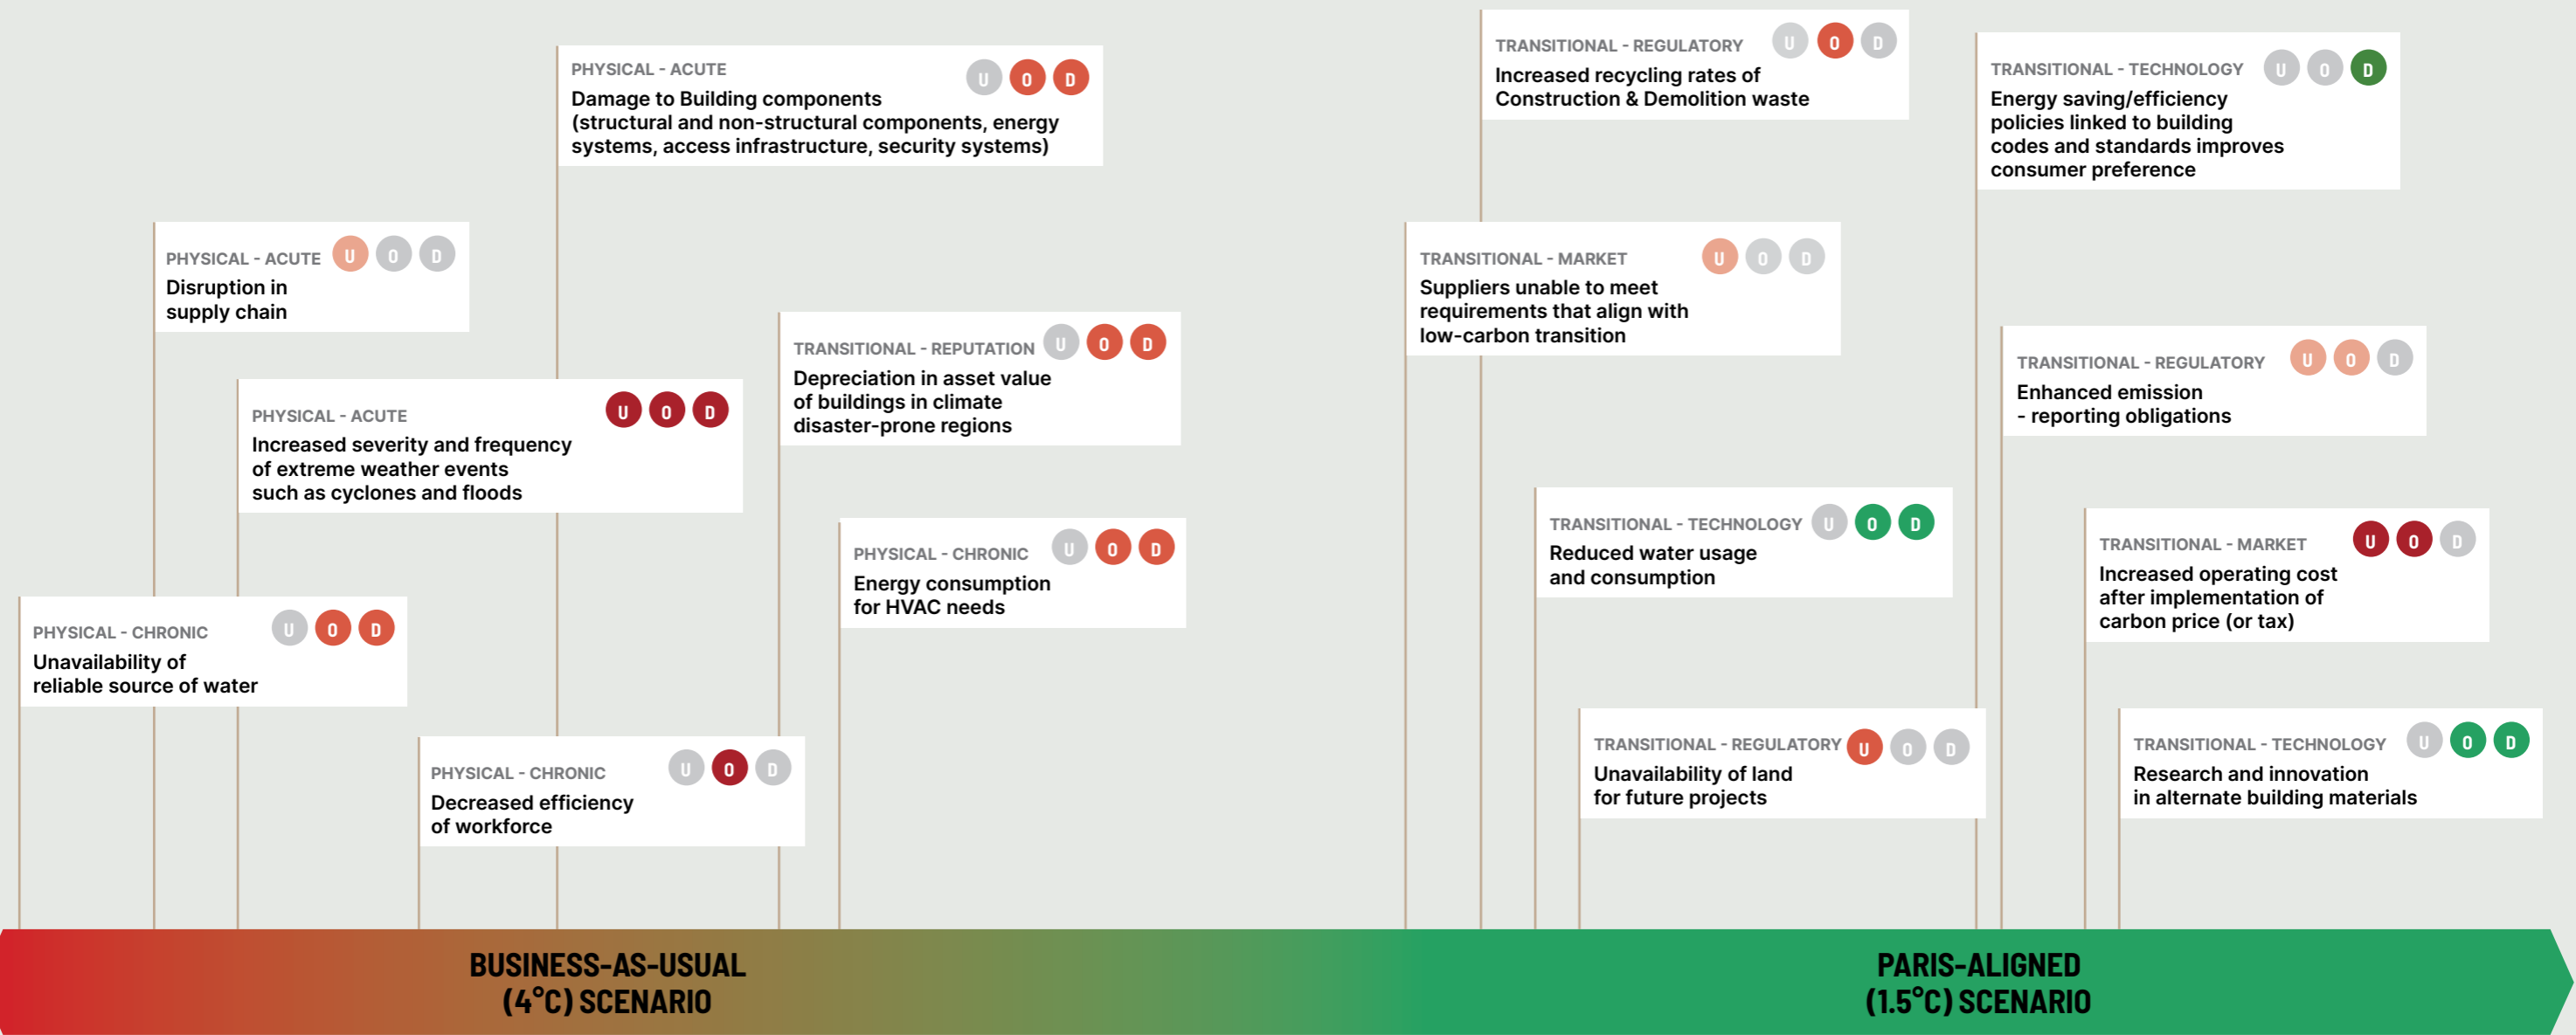 PHYSICAL - ACUTE U O D
Damage to Building components
(structural and non-structural components, energy
systems, access infrastructure, security systems)
PHYSICAL - ACUTE U O D
Disruption in
supply chain
TRANSITIONAL - REPUTATION U O D
Depreciation in asset value
of buildings in climate
disaster-prone regions
PHYSICAL - ACUTE U O D
Increased severity and frequency
of extreme weather events
such as cyclones and floods
PHYSICAL - CHRONIC U O D
Energy consumption
for HVAC needs
PHYSICAL - CHRONIC U O D
Unavailability of
reliable source of water
PHYSICAL - CHRONIC U O D
Decreased efficiency
of workforce
TRANSITIONAL - REGULATORY U O D
Increased recycling rates of
Construction & Demolition waste
TRANSITIONAL - TECHNOLOGY U O D
Energy saving/efficiency
policies linked to building
codes and standards improves
consumer preference
TRANSITIONAL - MARKET U O D
Suppliers unable to meet
requirements that align with
low-carbon transition
TRANSITIONAL - REGULATORY U O D
Enhanced emission
- reporting obligations
TRANSITIONAL - TECHNOLOGY U O D
Reduced water usage
and consumption
TRANSITIONAL - MARKET U O D
Increased operating cost
after implementation of
carbon price (or tax)
TRANSITIONAL - REGULATORY U O D
Unavailability of land
for future projects
TRANSITIONAL - TECHNOLOGY U O D
Research and innovation
in alternate building materials
BUSINESS-AS-USUAL
(4°C) SCENARIO
PARIS-ALIGNED
(1.5°C) SCENARIO